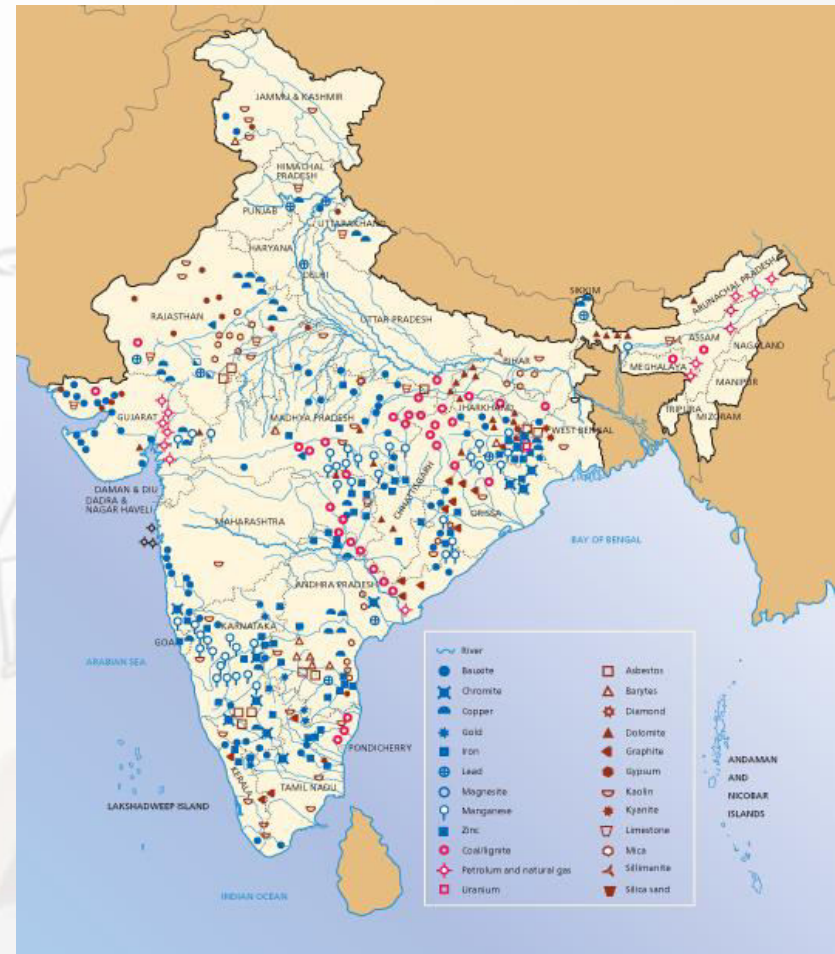 JAMMU & KASHMIR
HIMACHAL
PRADESH
PUNJAB
UTTARAKHAND
HARYANA
DELHI
SIKKIM
ARUNACHAL PRADESH
RAJASTHAN
UTTAR PRADESH
ASSAM
NAGALAND
BIHAR
MEGHALAYA
MANIPUR
GUJARAT
MADHYA PRADESH
JHARKHAND
TRIPURA
MIZORAM
WEST BENGAL
CHHATTISGARH
DAMAN & DIU
DADRA &
NAGAR HAVELI
MAHARASHTRA
ORISSA
BAY OF BENGAL
ANDHRA PRADESH
KARNATAKA
GOA
ARABIAN SEA
PONDICHERRY
KERALA
TAMIL NADU
LAKSHADWEEP ISLAND
ANDAMAN
AND
NICOBAR
ISLANDS
INDIAN OCEAN
River
Bauxite
Chromite
Copper
Gold
Iron
Lead
Magnesite
Manganese
Zinc
Coal/lignite
Petrolum and natural gas
Uranium
Asbestos
Barytes
Diamond
Dolomite
Graphite
Gypsum
Kaolin
Kyanite
Limestone
Mica
Sillimanite
Silica sand